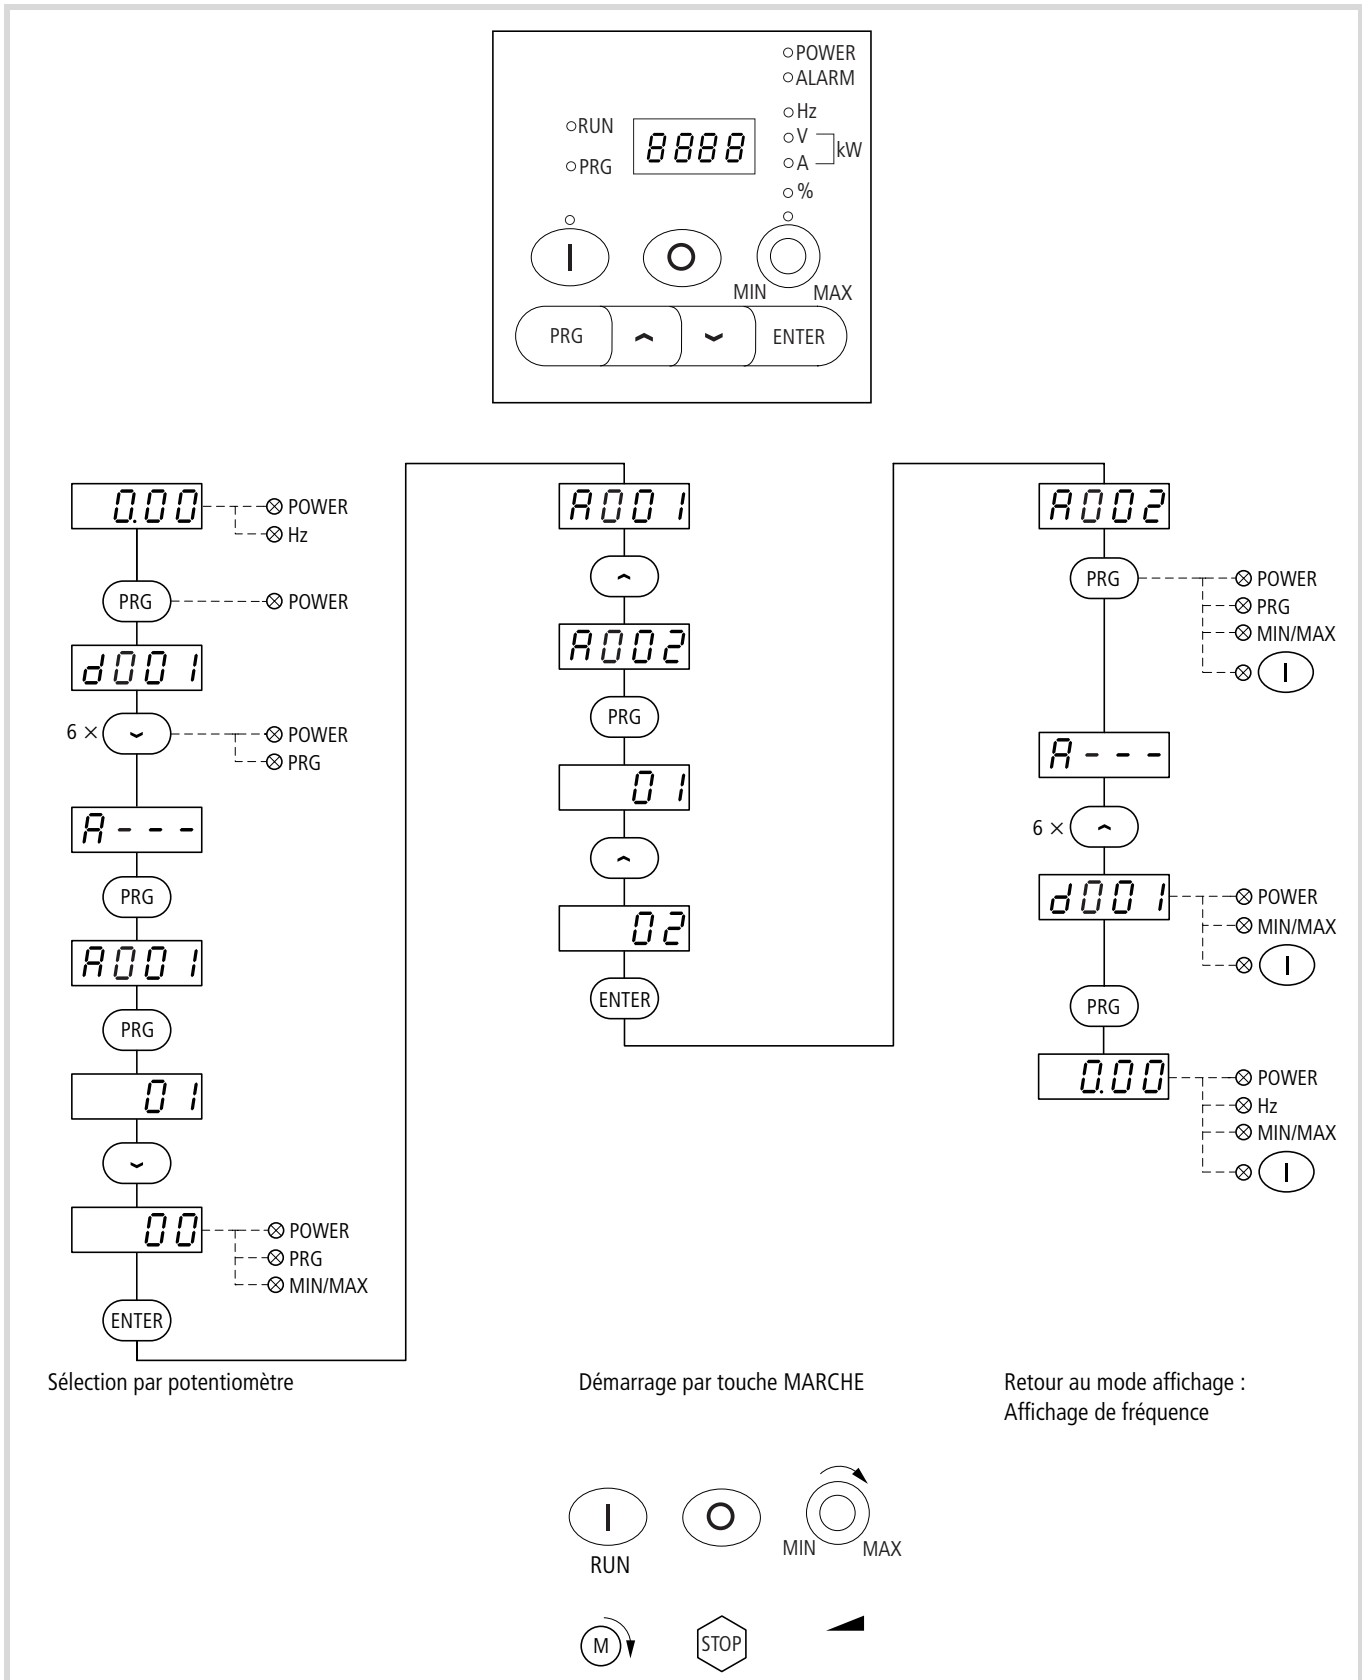 POWER
ALARM
Hz
RUN
8888
V
kW
PRG
A
%
I
O
MIN MAX
PRG
ENTER
0.00
POWER
Hz
PRG
POWER
d001
6 ×
POWER
PRG
A---
PRG
A001
PRG
01
00
POWER
PRG
MIN/MAX
ENTER
Sélection par potentiomètre
A001
A002
PRG
01
02
ENTER
Démarrage par touche MARCHE
A002
PRG
POWER
PRG
MIN/MAX
I
A---
6 ×
d001
POWER
MIN/MAX
I
PRG
0.00
POWER
Hz
MIN/MAX
I
Retour au mode affichage :
Affichage de fréquence
I
O
MIN MAX
RUN
M
STOP